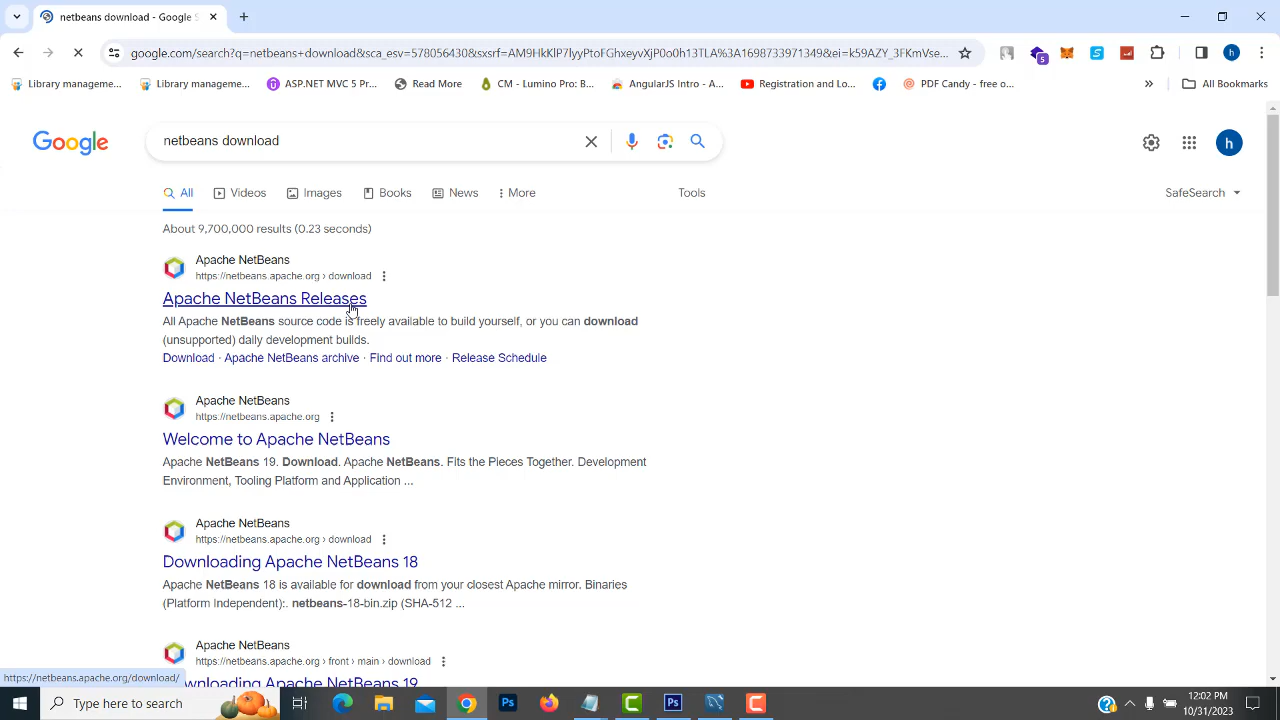 netbeans download - Google S
google.com/search?q=netbeans+download&sca_esv=578056430&sxsrf=AM9HkKlP7lyyPtoFGhxevvXjP0o0h13TLA%3A1698733971349&ei=k59AZY_3FKmVse...
5
h
Library manageme...
Library manageme...
ASP.NET MVC 5 Pr...
Read More
CM - Lumino Pro: B...
AngularJS Intro - A...
Registration and Lo...
PDF Candy - free o...
»
All Bookmarks
Google
netbeans download
h
All
Videos
Images
Books
News
More
Tools
SafeSearch
About 9,700,000 results (0.23 seconds)
Apache NetBeans
https://netbeans.apache.org › download
Apache NetBeans Releases
All Apache NetBeans source code is freely available to build yourself, or you can download
(unsupported) daily development builds.
Download · Apache NetBeans archive · Find out more · Release Schedule
Apache NetBeans
https://netbeans.apache.org
Welcome to Apache NetBeans
Apache NetBeans 19. Download. Apache NetBeans. Fits the Pieces Together. Development
Environment, Tooling Platform and Application ...
Apache NetBeans
https://netbeans.apache.org › download
Downloading Apache NetBeans 18
Apache NetBeans 18 is available for download from your closest Apache mirror. Binaries
(Platform Independent):. netbeans-18-bin.zip (SHA-512 ...
Apache NetBeans
https://netbeans.apache.org › front › main › download
wnloading Apache NetBeans 19
https://netbeans.apache.org/download/
Type here to search
Ps
Ps
12:02 PM
10/31/2023